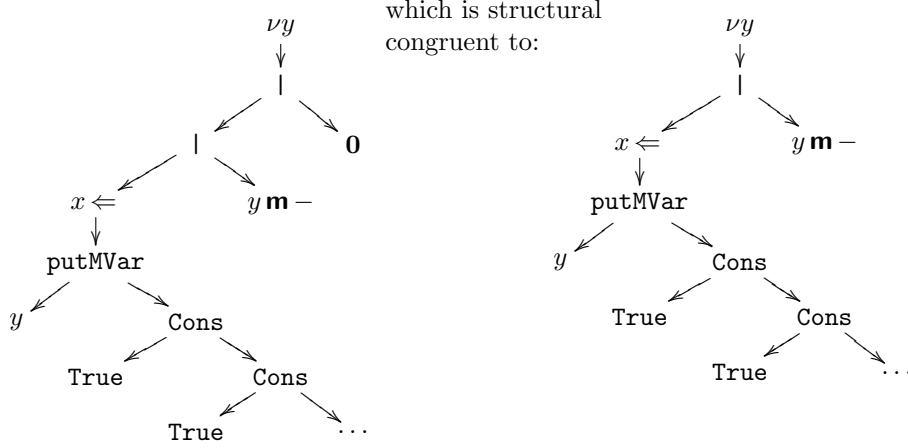 which is structural
congruent to:
νy
|
|
0
x ⇐
y m −
putMVar
y
Cons
True
Cons
True
...
νy
|
x ⇐
y m −
putMVar
y
Cons
True
Cons
True
...